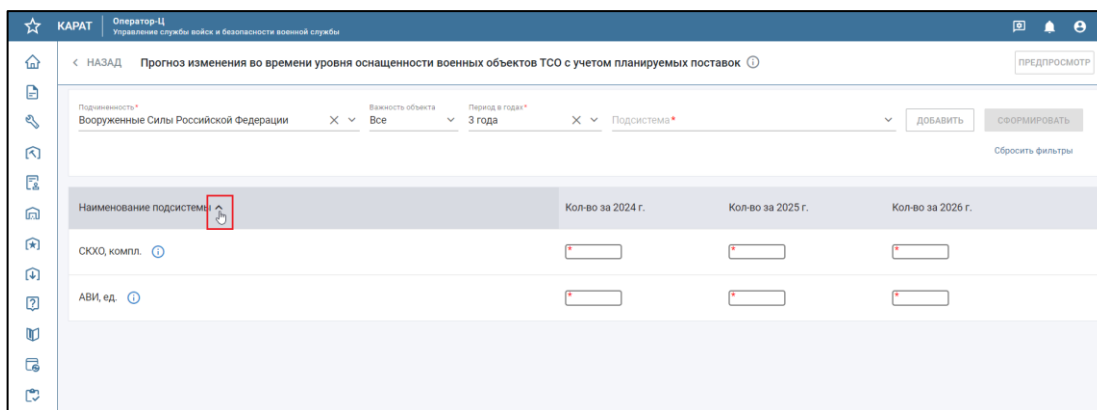 КАРАТ
Оператор-Ц
Управление службы войск и безопасности военной службы
НАЗАД Прогноз изменения во времени уровня оснащенности военных объектов ТСО с учетом планируемых поставок
ПРЕДПРОСМОТР
Подчиненность* Важность объекта Период в годах*
Вооруженные Силы Российской Федерации Все 3 года Подсистема* ДОБАВИТЬ СФОРМИРОВАТЬ
Сбросить фильтры
Наименование подсистемы Кол-во за 2024 г. Кол-во за 2025 г. Кол-во за 2026 г.
СКХО, компл. * * *
АВИ, ед. * * *